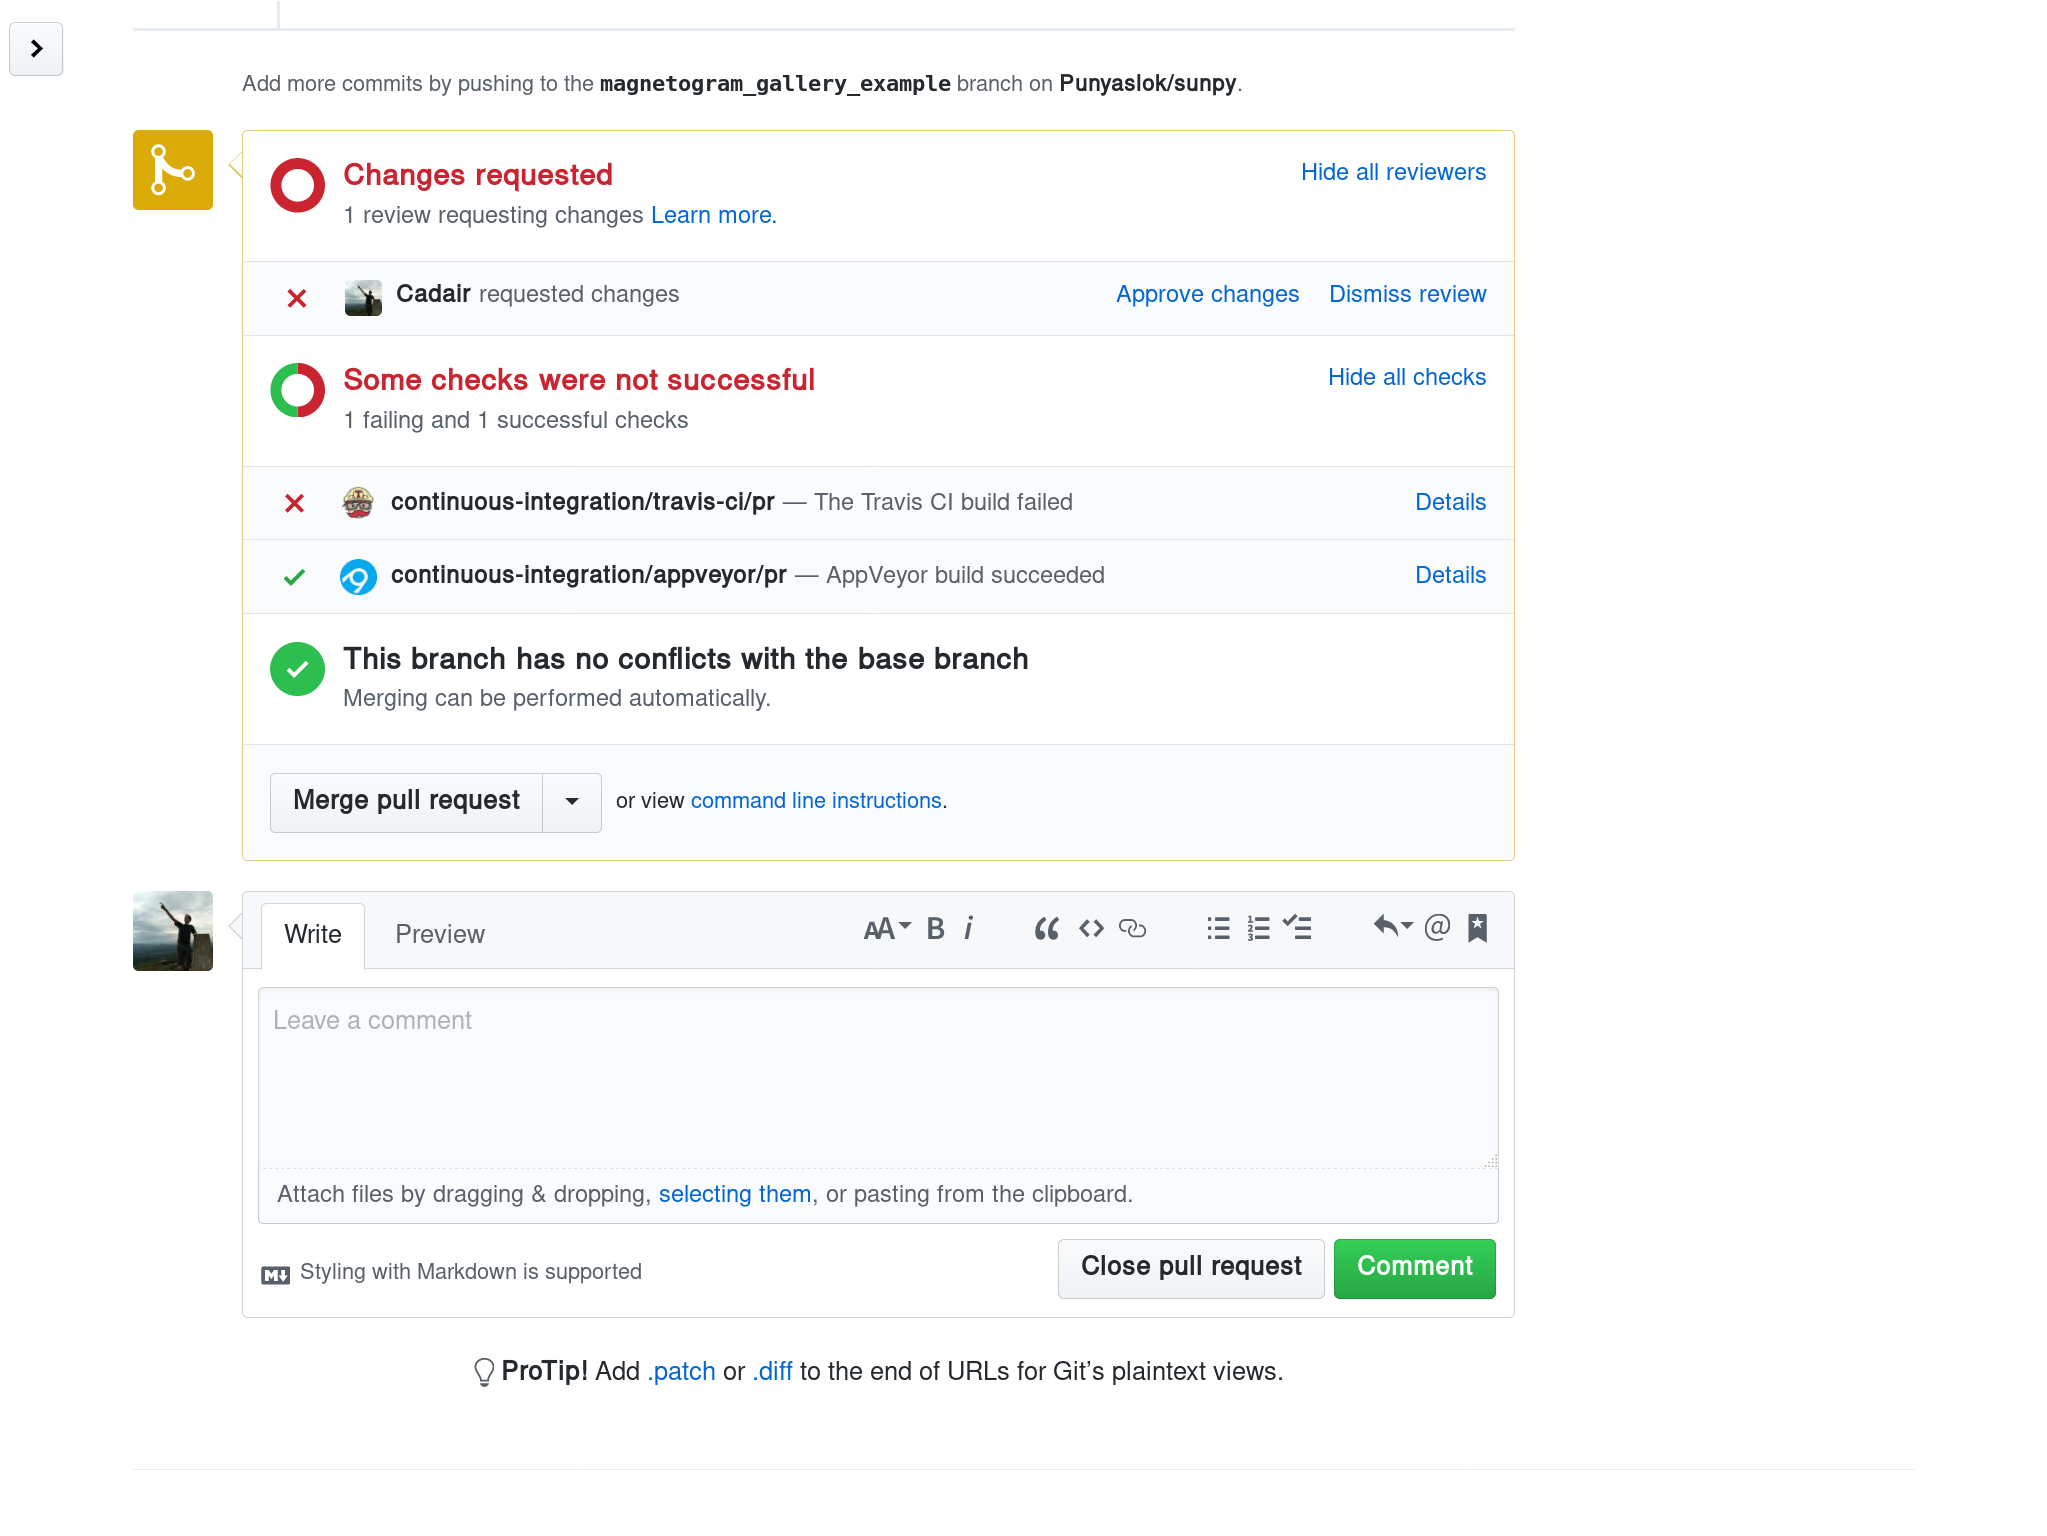 Add more commits by pushing to the magnetogram_gallery_example branch on Punyaslok/sunpy.
Changes requested
Hide all reviewers
1 review requesting changes Learn more.
Cadair requested changes
Approve changes
Dismiss review
Some checks were not successful
Hide all checks
1 failing and 1 successful checks
continuous-integration/travis-ci/pr — The Travis CI build failed
Details
continuous-integration/appveyor/pr — AppVeyor build succeeded
Details
This branch has no conflicts with the base branch
Merging can be performed automatically.
Merge pull request
or view command line instructions.
Write
Preview
Leave a comment
Attach files by dragging & dropping, selecting them, or pasting from the clipboard.
Styling with Markdown is supported
Close pull request
Comment
ProTip! Add .patch or .diff to the end of URLs for Git’s plaintext views.